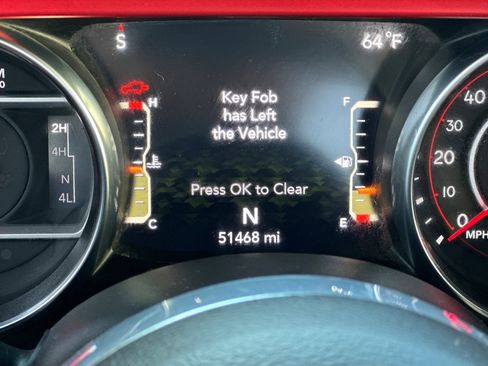 S
64°F
H
Key Fob
has Left
the Vehicle
F
2H
4H
N
4L
Press OK to Clear
C
N
E
51468 mi
40
30
20
10
0
MPH